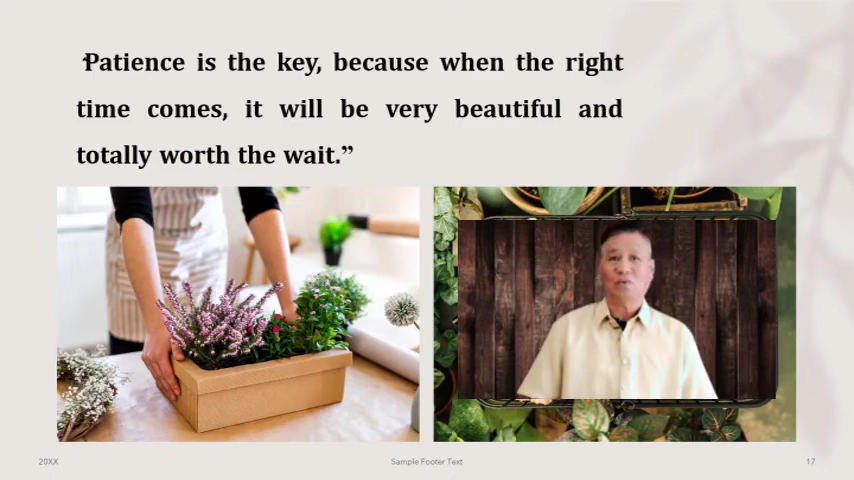 "Patience is the key, because when the right
time comes, it will be very beautiful and
totally worth the wait.”
20XX
Sample Footer Text
17